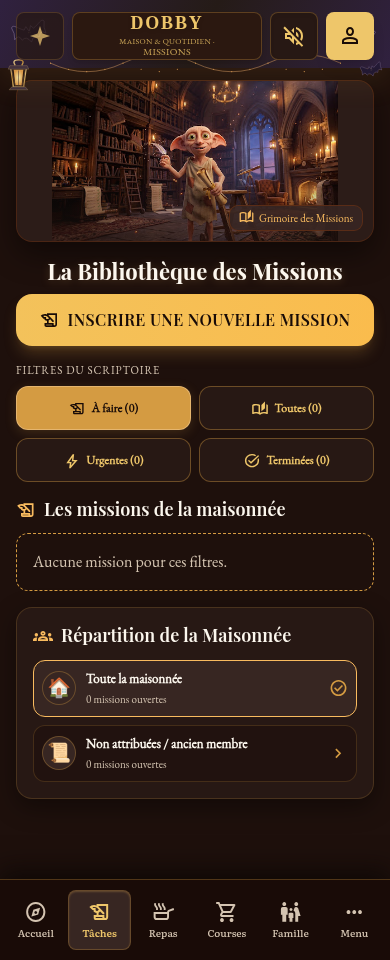 DOBBY
MAISON & QUOTIDIEN ·
MISSIONS
Grimoire des Missions
La Bibliothèque des Missions
INSCRIRE UNE NOUVELLE MISSION
FILTRES DU SCRIPTOIRE
À faire (0)
Toutes (0)
Urgentes (0)
Terminées (0)
Les missions de la maisonnée
Aucune mission pour ces filtres.
Répartition de la Maisonnée
Toute la maisonnée
0 missions ouvertes
Non attribuées / ancien membre
0 missions ouvertes
Accueil
Tâches
Repas
Courses
Famille
Menu